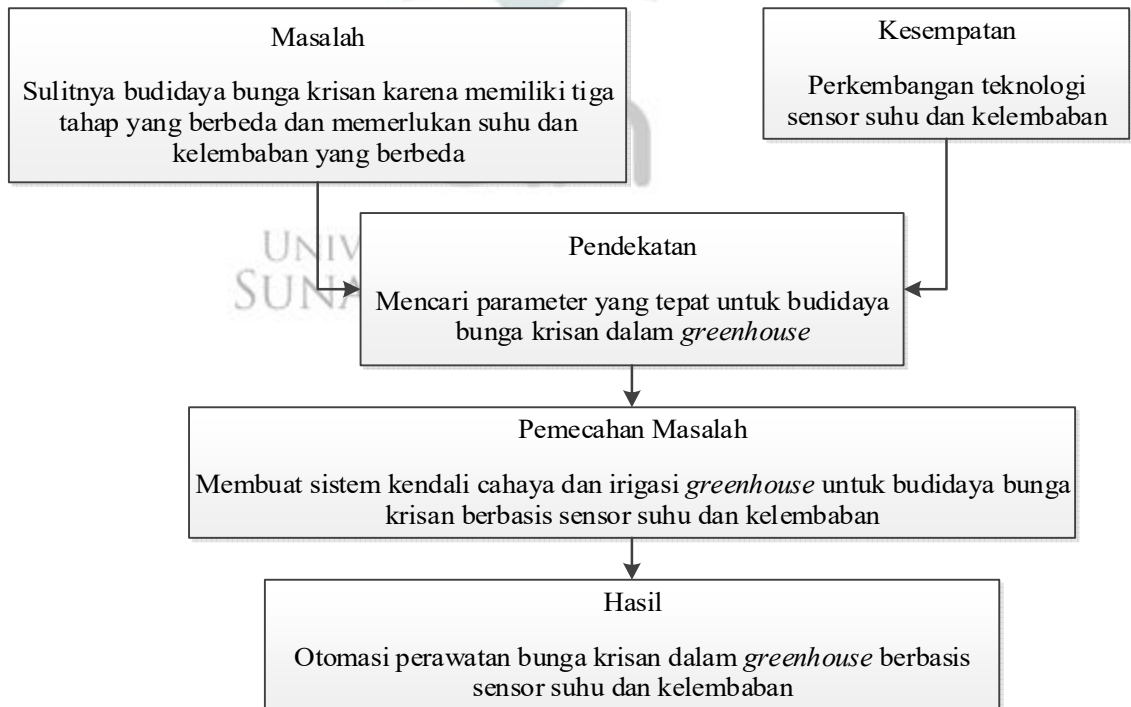 Masalah
Sulitnya budidaya bunga krisan karena memiliki tiga
tahap yang berbeda dan memerlukan suhu dan
kelembaban yang berbeda
Kesempatan
Perkembangan teknologi
sensor suhu dan kelembaban
Pendekatan
Mencari parameter yang tepat untuk budidaya
bunga krisan dalam greenhouse
Pemecahan Masalah
Membuat sistem kendali cahaya dan irigasi greenhouse untuk budidaya bunga
krisan berbasis sensor suhu dan kelembaban
Hasil
Otomasi perawatan bunga krisan dalam greenhouse berbasis
sensor suhu dan kelembaban